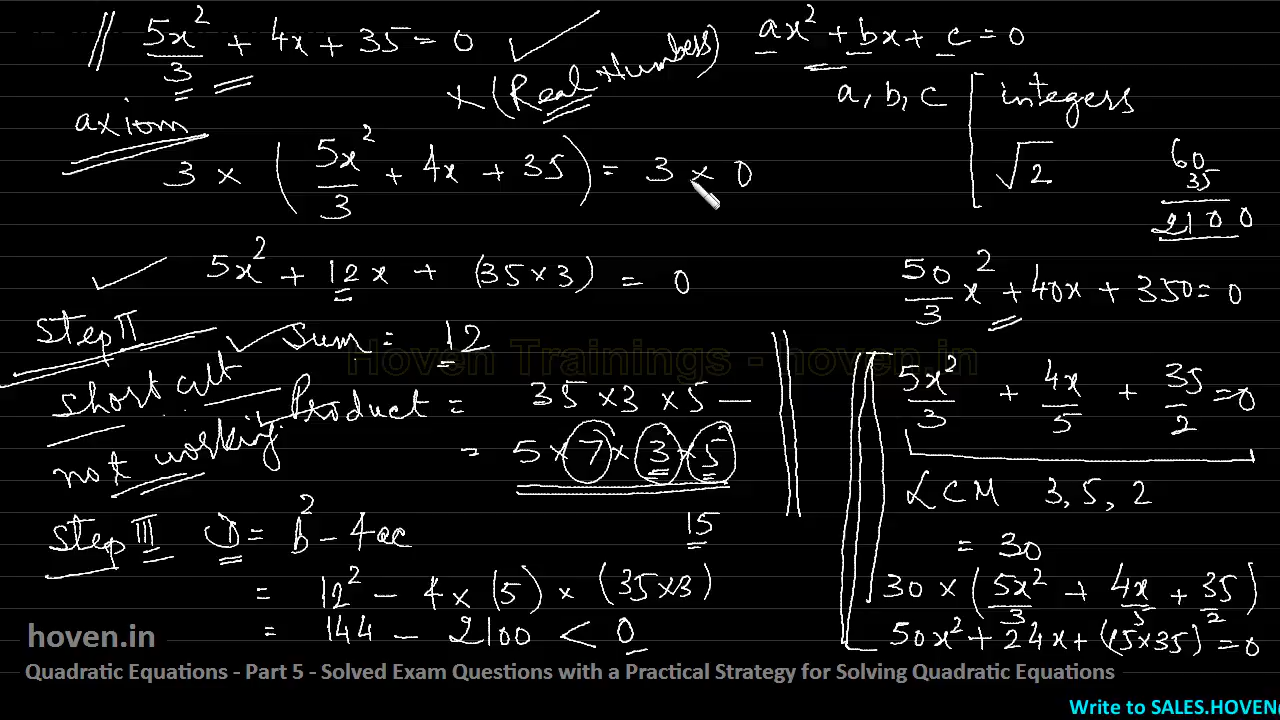 // 5x²/3 + 4x + 35 = 0 ✓
× (Real Numbers)
ax² + bx + c = 0
a, b, c [ integers
√2
axiom
3 × (5x²/3 + 4x + 35) = 3 × 0
60
35
2100
✓ 5x² + 12x + (35×3) = 0
50/3 x² + 40x + 350 = 0
Step II ✓ Sum = 12
short cut
not working
Product = 35 × 3 × 5 —
= 5 × 7 × 3 × 5
15
5x²/3 + 4x/5 + 35/2 = 0
LCM 3, 5, 2
= 30
30 × (5x²/3 + 4x/5 + 35/2)
50x² + 24x + (15×35) = 0
Step III D = b² - 4ac
= 12² - 4 × (5) × (35×3)
= 144 - 2100 < 0
Hoven Trainings - hoven.in
hoven.in
Quadratic Equations - Part 5 - Solved Exam Questions with a Practical Strategy for Solving Quadratic Equations
Write to SALES.HOVEN